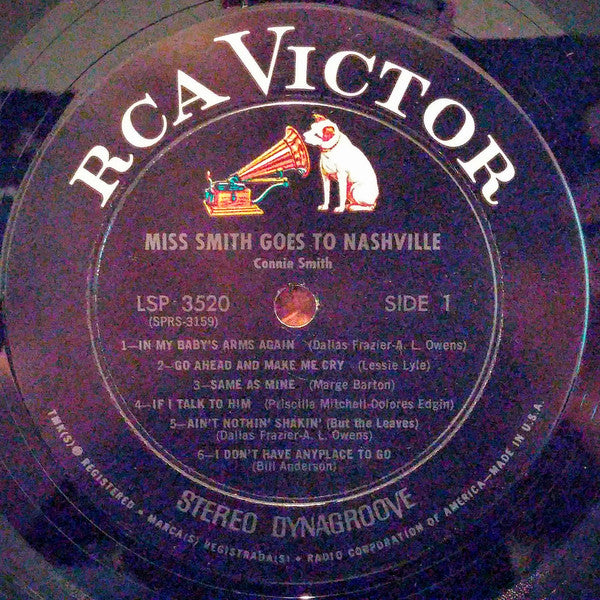 RCA VICTOR
MISS SMITH GOES TO NASHVILLE
Connie Smith
LSP 3520 SIDE 1
(SPRS-3159)
1—IN MY BABY'S ARMS AGAIN (Dallas Frazier-A. L. Owens)
2—GO AHEAD AND MAKE ME CRY (Lessie Lyle)
3—SAME AS MINE (Marge Barton)
4—IF I TALK TO HIM (Priscilla Mitchell-Dolores Edgin)
5—AIN'T NOTHIN' SHAKIN' (But the Leaves)
(Dallas Frazier-A. L. Owens)
6—I DON'T HAVE ANYPLACE TO GO
(Bill Anderson)
STEREO DYNAGROOVE
TMK(S) ® REGISTERED • MARCA(S) REGISTRADA(S) • RADIO CORPORATION OF AMERICA—MADE IN U.S.A.